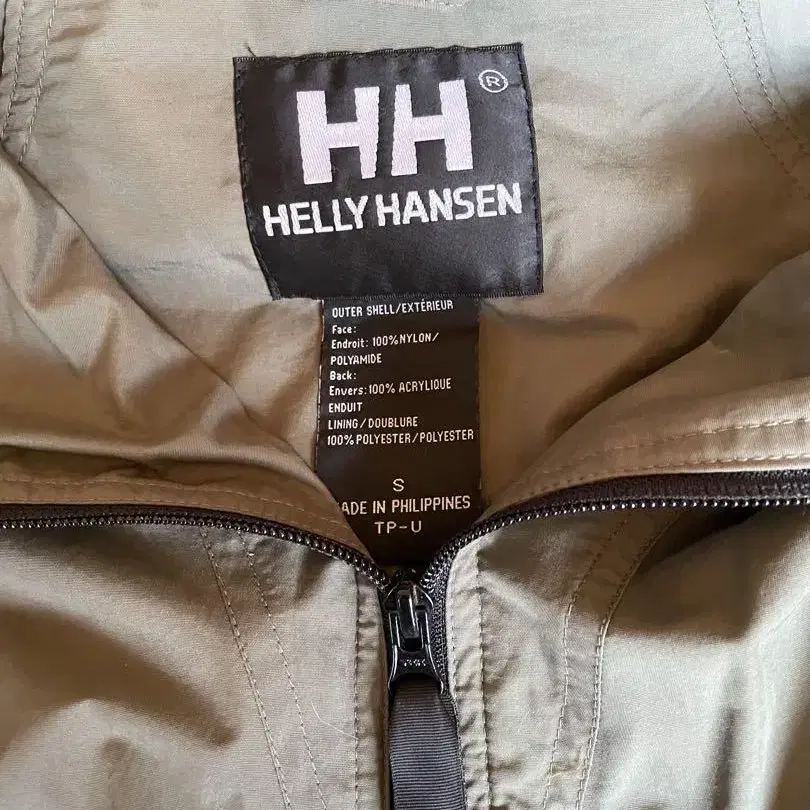 HH®
HELLY HANSEN
OUTER SHELL/EXTÉRIEUR
Face:
Endroit: 100%NYLON/
POLYAMIDE
Back:
Envers:100% ACRYLIQUE
ENDUIT
LINING/DOUBLURE
100%POLYESTER/POLYESTER
S
ADE IN PHILIPPINES
TP-U